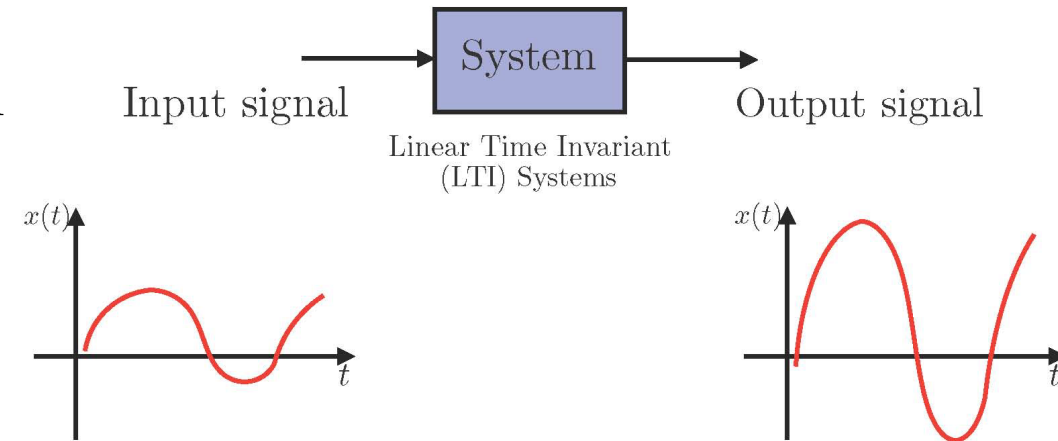 System
Input signal
Output signal
Linear Time Invariant
(LTI) Systems
x(t)
t
x(t)
t